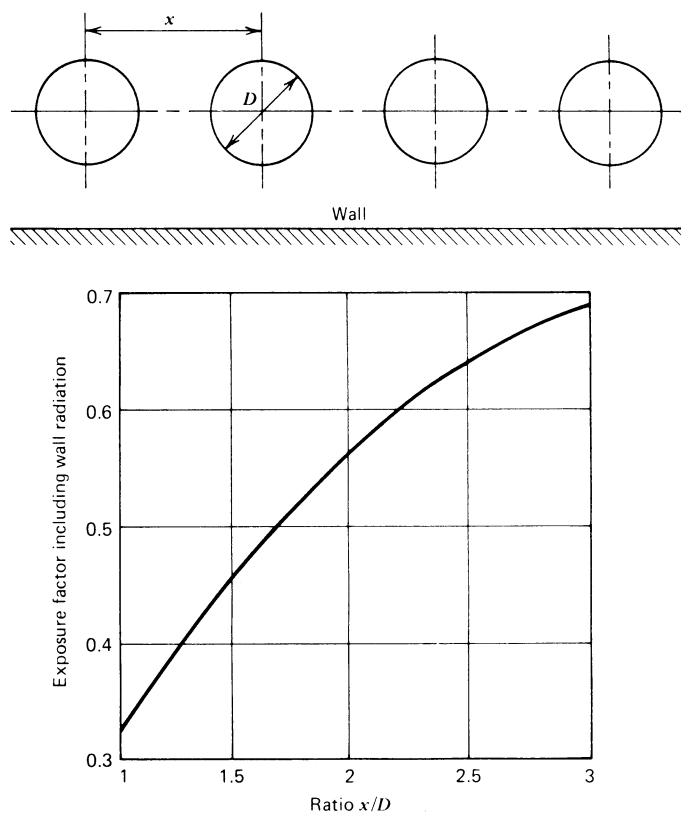 x
D
Wall
0.7
0.6
0.5
0.4
0.3
Exposure factor including wall radiation
1
1.5
2
2.5
3
Ratio x/D